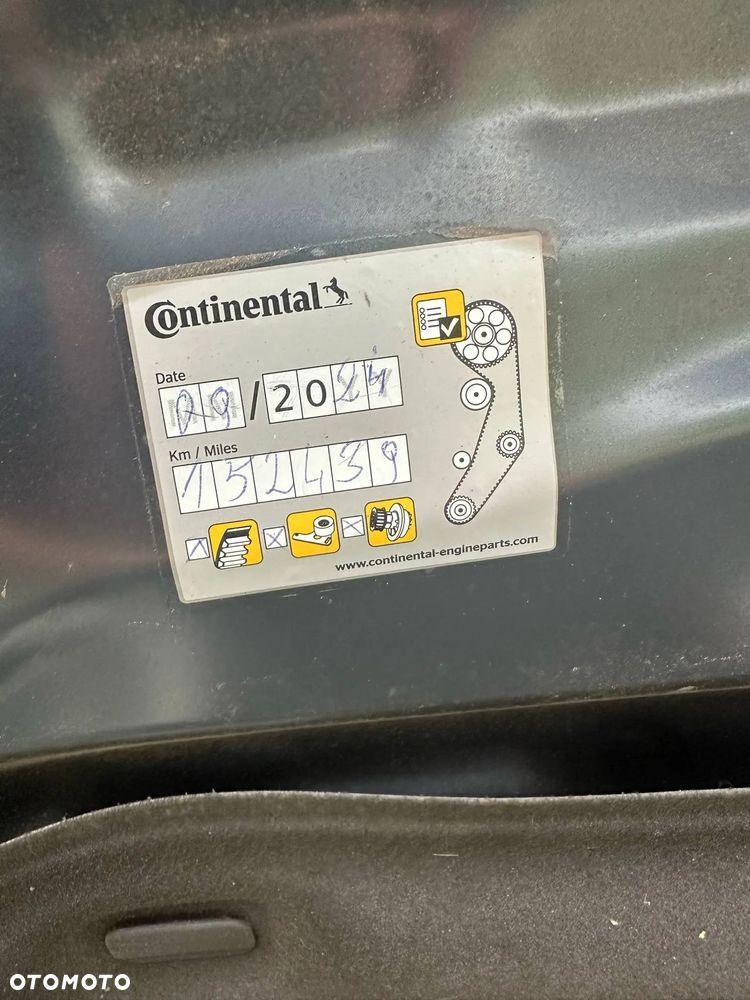 Continental
Date
09/2024
Km / Miles
152439
www.continental-engineparts.com
OTOMOTO